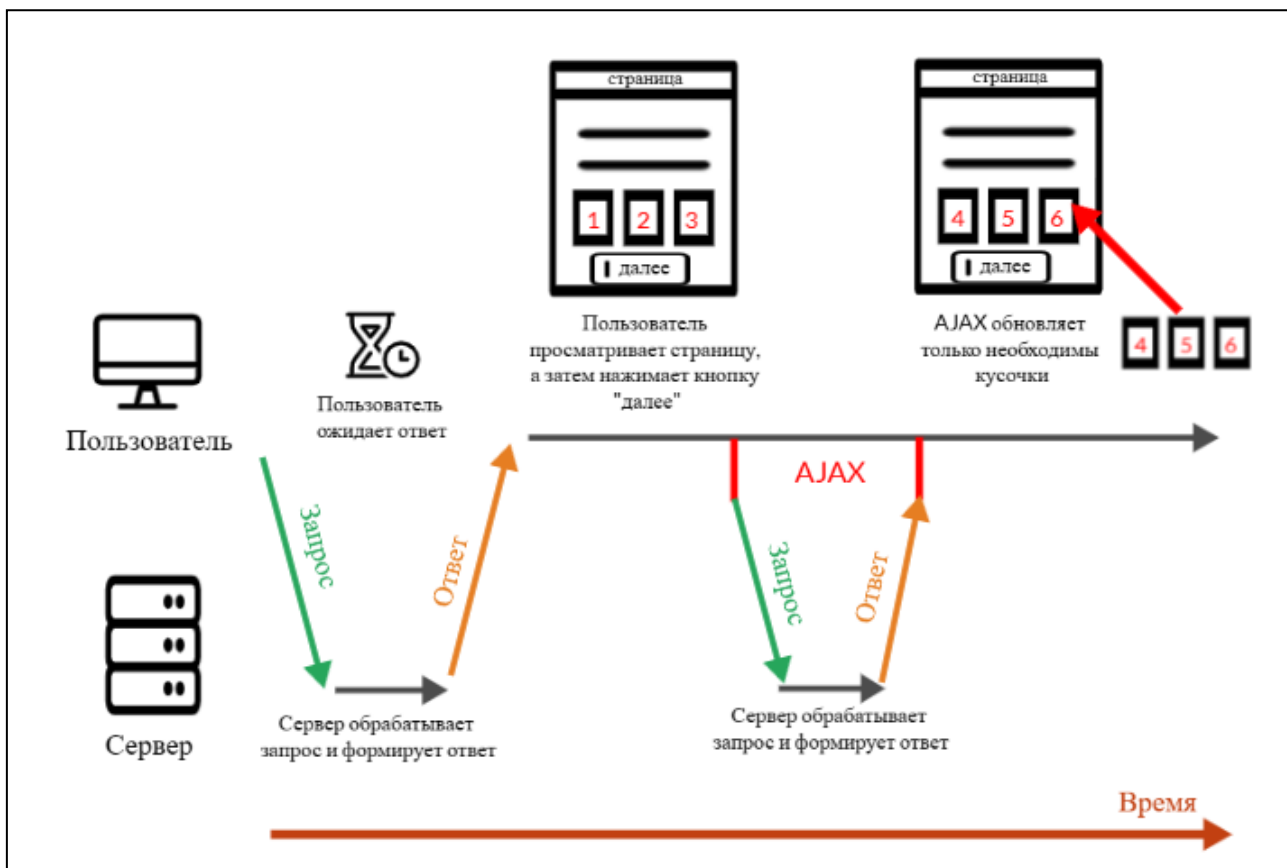 страница
1 2 3
далее
страница
4 5 6
далее
Пользователь
просматривает страницу,
а затем нажимает кнопку
"далее"
AJAX обновляет
только необходимы
кусочки
4 5 6
Пользователь
ожидает ответ
Пользователь
Запрос
Ответ
AJAX
Запрос
Ответ
Сервер
Сервер обрабатывает
запрос и формирует ответ
Сервер обрабатывает
запрос и формирует ответ
Время